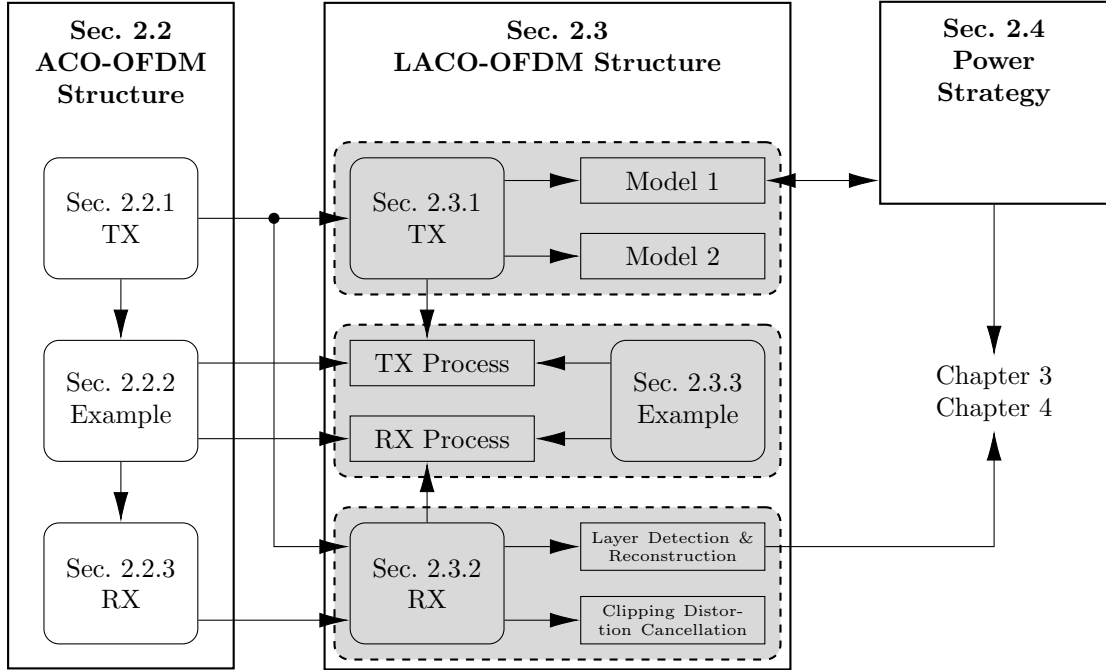 Sec. 2.2
ACO-OFDM
Structure
Sec. 2.2.1
TX
Sec. 2.2.2
Example
Sec. 2.2.3
RX
Sec. 2.3
LACO-OFDM Structure
Sec. 2.3.1
TX
Model 1
Model 2
TX Process
RX Process
Sec. 2.3.3
Example
Sec. 2.3.2
RX
Layer Detection &
Reconstruction
Clipping Distor-
tion Cancellation
Sec. 2.4
Power
Strategy
Chapter 3
Chapter 4